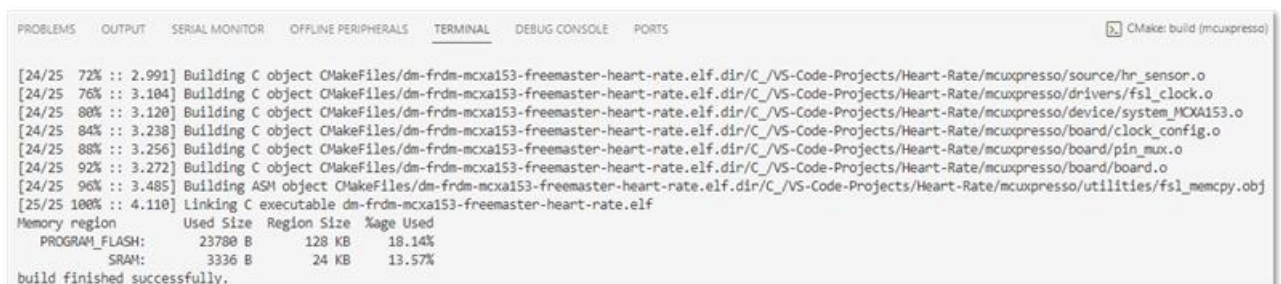 PROBLEMS OUTPUT SERIAL MONITOR OFFLINE PERIPHERALS TERMINAL DEBUG CONSOLE PORTS CMake: build (mcuxpresso)
[24/25 72% :: 2.991] Building C object CMakeFiles/dm-frdm-mcxa153-freemaster-heart-rate.elf.dir/C_/VS-Code-Projects/Heart-Rate/mcuxpresso/source/hr_sensor.o
[24/25 76% :: 3.104] Building C object CMakeFiles/dm-frdm-mcxa153-freemaster-heart-rate.elf.dir/C_/VS-Code-Projects/Heart-Rate/mcuxpresso/drivers/fsl_clock.o
[24/25 80% :: 3.120] Building C object CMakeFiles/dm-frdm-mcxa153-freemaster-heart-rate.elf.dir/C_/VS-Code-Projects/Heart-Rate/mcuxpresso/device/system_MCXA153.o
[24/25 84% :: 3.238] Building C object CMakeFiles/dm-frdm-mcxa153-freemaster-heart-rate.elf.dir/C_/VS-Code-Projects/Heart-Rate/mcuxpresso/board/clock_config.o
[24/25 88% :: 3.256] Building C object CMakeFiles/dm-frdm-mcxa153-freemaster-heart-rate.elf.dir/C_/VS-Code-Projects/Heart-Rate/mcuxpresso/board/pin_mux.o
[24/25 92% :: 3.272] Building C object CMakeFiles/dm-frdm-mcxa153-freemaster-heart-rate.elf.dir/C_/VS-Code-Projects/Heart-Rate/mcuxpresso/board/board.o
[24/25 96% :: 3.485] Building ASM object CMakeFiles/dm-frdm-mcxa153-freemaster-heart-rate.elf.dir/C_/VS-Code-Projects/Heart-Rate/mcuxpresso/utilities/fsl_memcpy.obj
[25/25 100% :: 4.110] Linking C executable dm-frdm-mcxa153-freemaster-heart-rate.elf
Memory region Used Size Region Size %age Used
PROGRAM_FLASH: 23780 B 128 KB 18.14%
SRAM: 3336 B 24 KB 13.57%
build finished successfully.